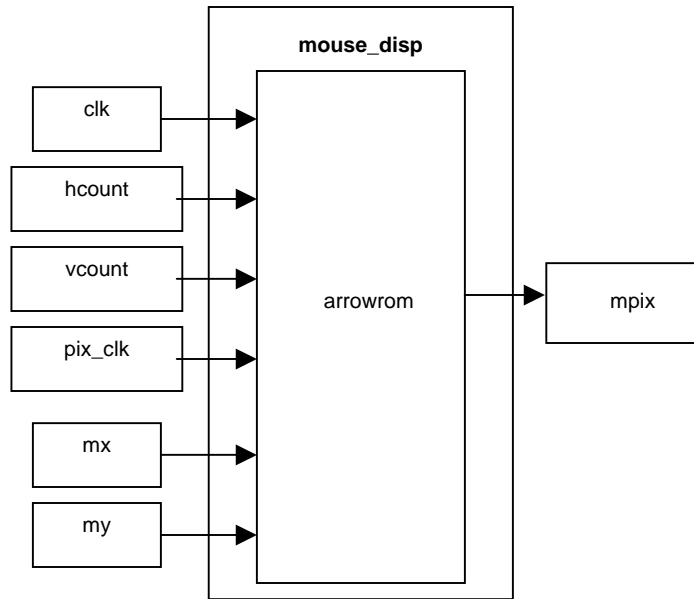 mouse_disp
clk
hcount
vcount
arrowrom
mpix
pix_clk
mx
my